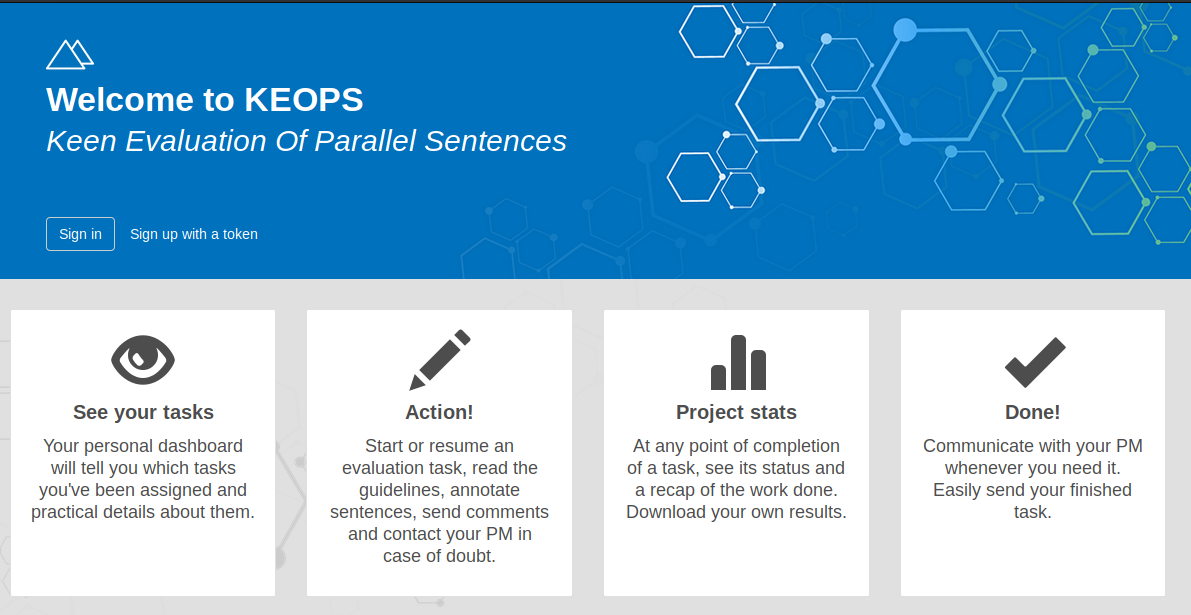 Welcome to KEOPS
Keen Evaluation Of Parallel Sentences
Sign in
Sign up with a token
See your tasks
Your personal dashboard
will tell you which tasks
you've been assigned and
practical details about them.
Action!
Start or resume an
evaluation task, read the
guidelines, annotate
sentences, send comments
and contact your PM in
case of doubt.
Project stats
At any point of completion
of a task, see its status and
a recap of the work done.
Download your own results.
Done!
Communicate with your PM
whenever you need it.
Easily send your finished
task.